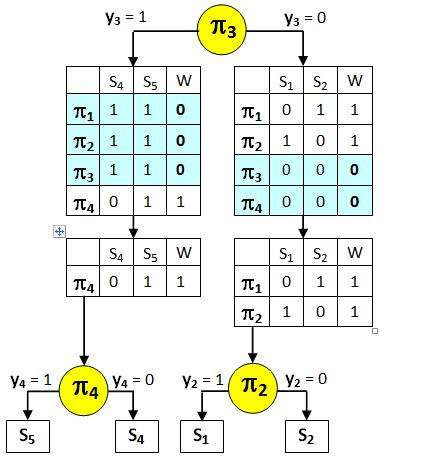 y₃ = 1 π₃ y₃ = 0
S₄ S₅ W
π₁ 1 1 0
π₂ 1 1 0
π₃ 1 1 0
π₄ 0 1 1
S₁ S₂ W
π₁ 0 1 1
π₂ 1 0 1
π₃ 0 0 0
π₄ 0 0 0
S₄ S₅ W
π₄ 0 1 1
S₁ S₂ W
π₁ 0 1 1
π₂ 1 0 1
y₄ = 1 π₄ y₄ = 0
y₂ = 1 π₂ y₂ = 0
S₅ S₄ S₁ S₂